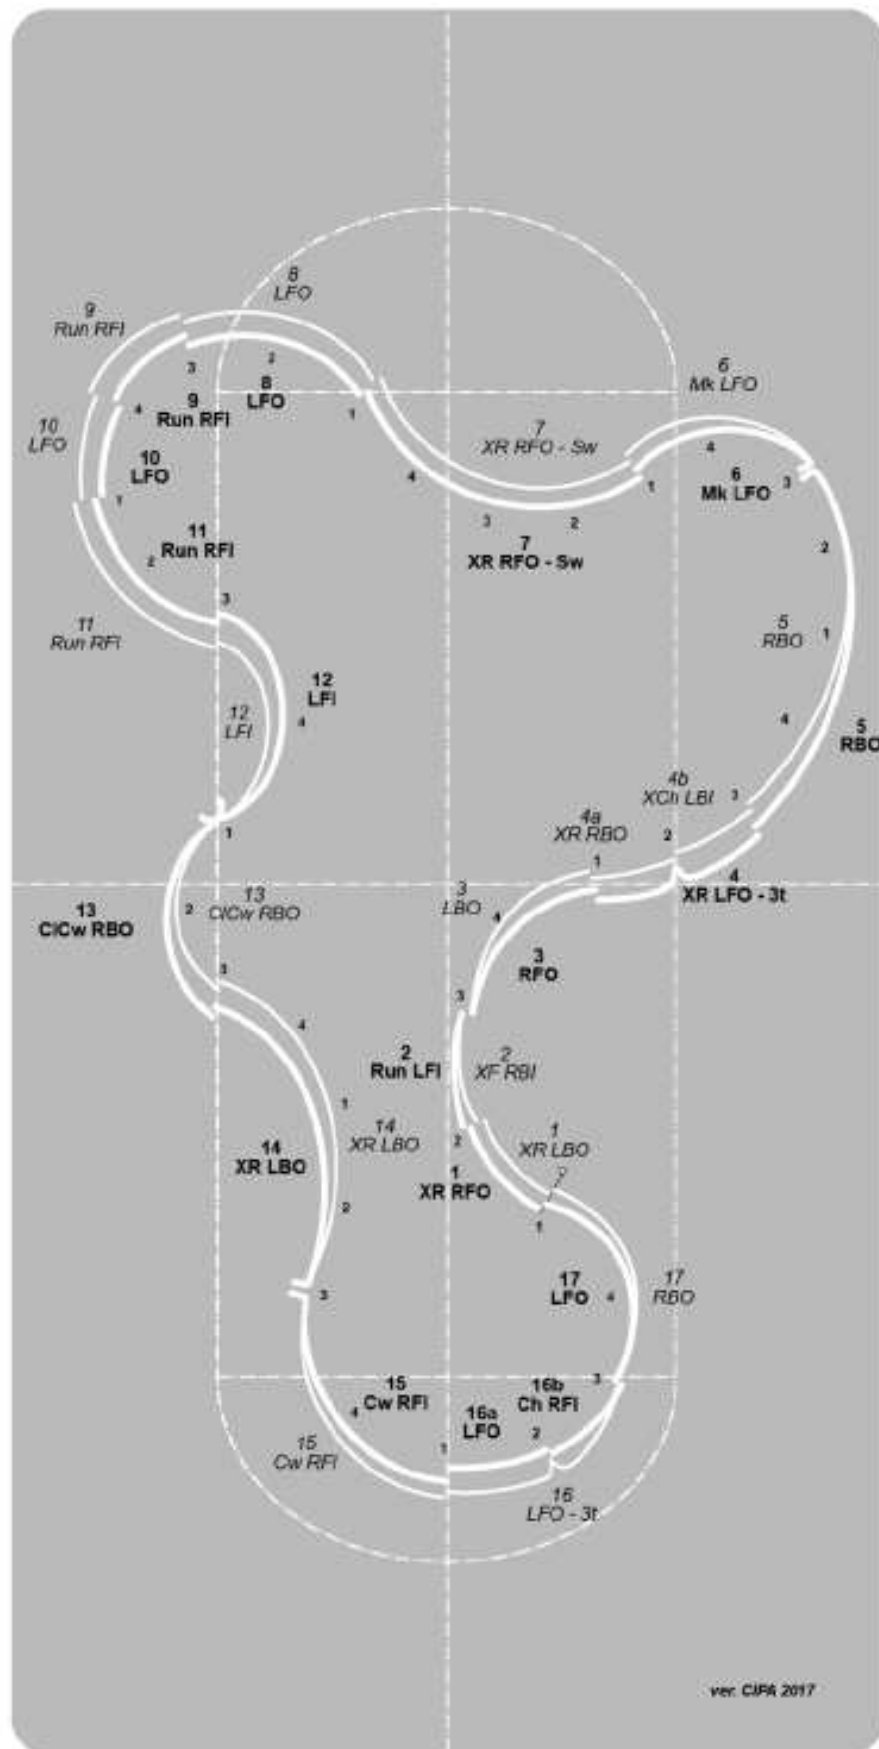 8
LFO
9
Run RFI
6
Mk LFO
3
2
8
LFO
1
4
9
Run RFI
10
LFO
7
XR RFO - Sw
4
10
LFO
4
1
6
Mk LFO
3
1
11
Run RFI
2
3
2
7
XR RFO - Sw
2
3
11
Run RFI
5
RBO
1
12
LFI
12
LFI
4
4
5
RBO
4b
XCh LBI
3
4a
XR RBO
2
1
1
13
ClCw RBO
2
13
ClCw RBO
3
LBO
4
4
XR LFO - 3t
3
RFO
3
3
4
2
Run LFI
2
XF RBI
1
14
XR LBO
2
1
XR LBO
14
XR LBO
1
XR RFO
2
1
17
LFO
4
17
RBO
3
15
Cw RFI
4
16b
Ch RFI
3
16a
LFO
2
1
15
Cw RFI
16
LFO - 3t
ver. CIPA 2017